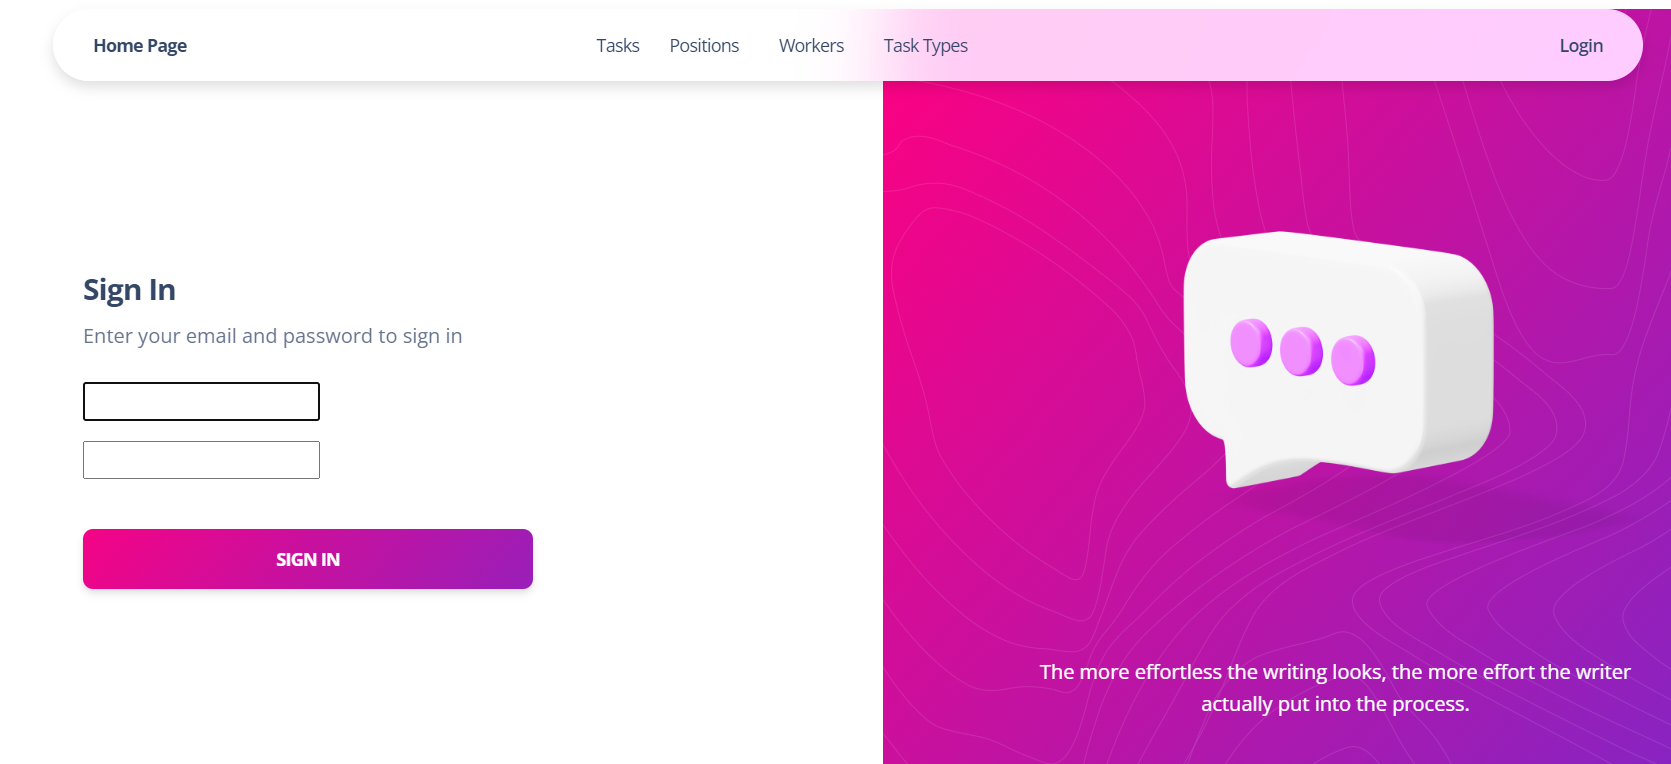 Home Page Tasks Positions Workers Task Types Login
Sign In
Enter your email and password to sign in
SIGN IN
The more effortless the writing looks, the more effort the writer
actually put into the process.